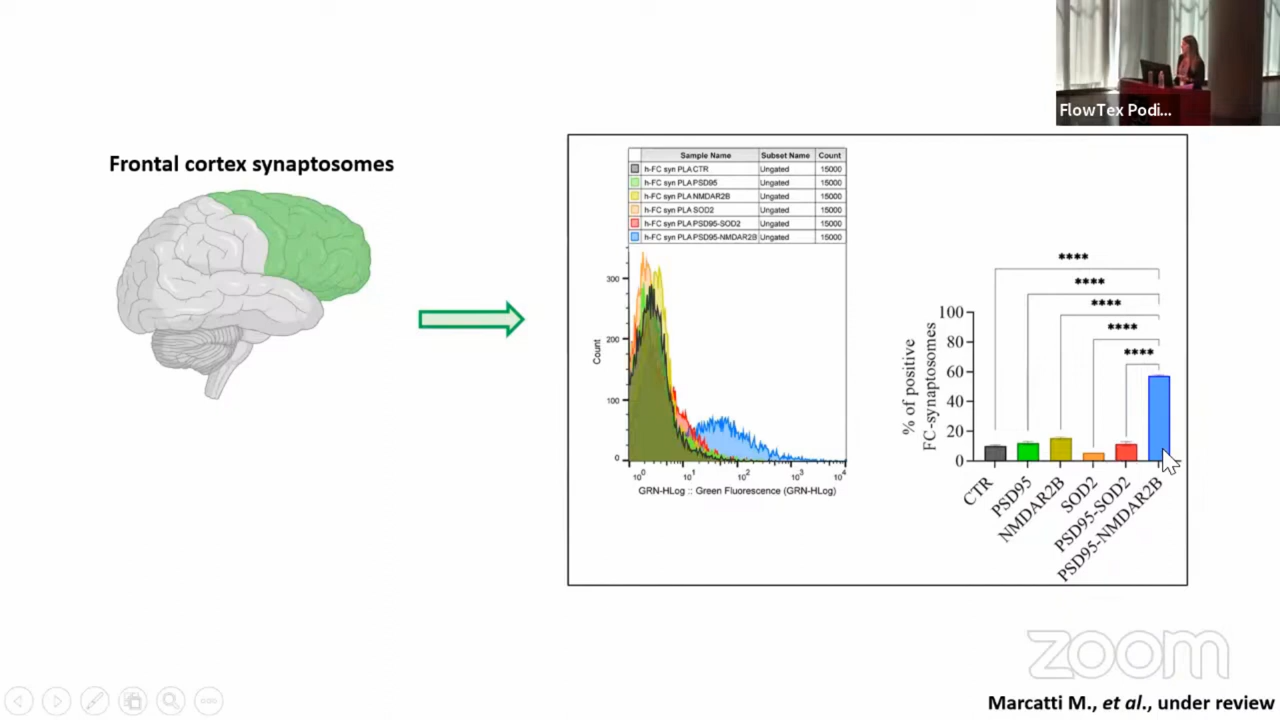 FlowTex Podi...
Frontal cortex synaptosomes
Sample Name Subset Name Count
h-FC syn PLA CTR Ungated 15000
h-FC syn PLA PSD95 Ungated 15000
h-FC syn PLA NMDAR2B Ungated 15000
h-FC syn PLA SOD2 Ungated 15000
h-FC syn PLA PSD95-SOD2 Ungated 15000
h-FC syn PLA PSD95-NMDAR2B Ungated 15000
300
200
100
0
Count
10^0 10^1 10^2 10^3 10^4
GRN-HLog :: Green Fluorescence (GRN-HLog)
****
****
****
****
****
100
80
60
40
20
0
% of positive
FC-synaptosomes
CTR
PSD95
NMDAR2B
SOD2
PSD95-SOD2
PSD95-NMDAR2B
zoom
Marcatti M., et al., under review